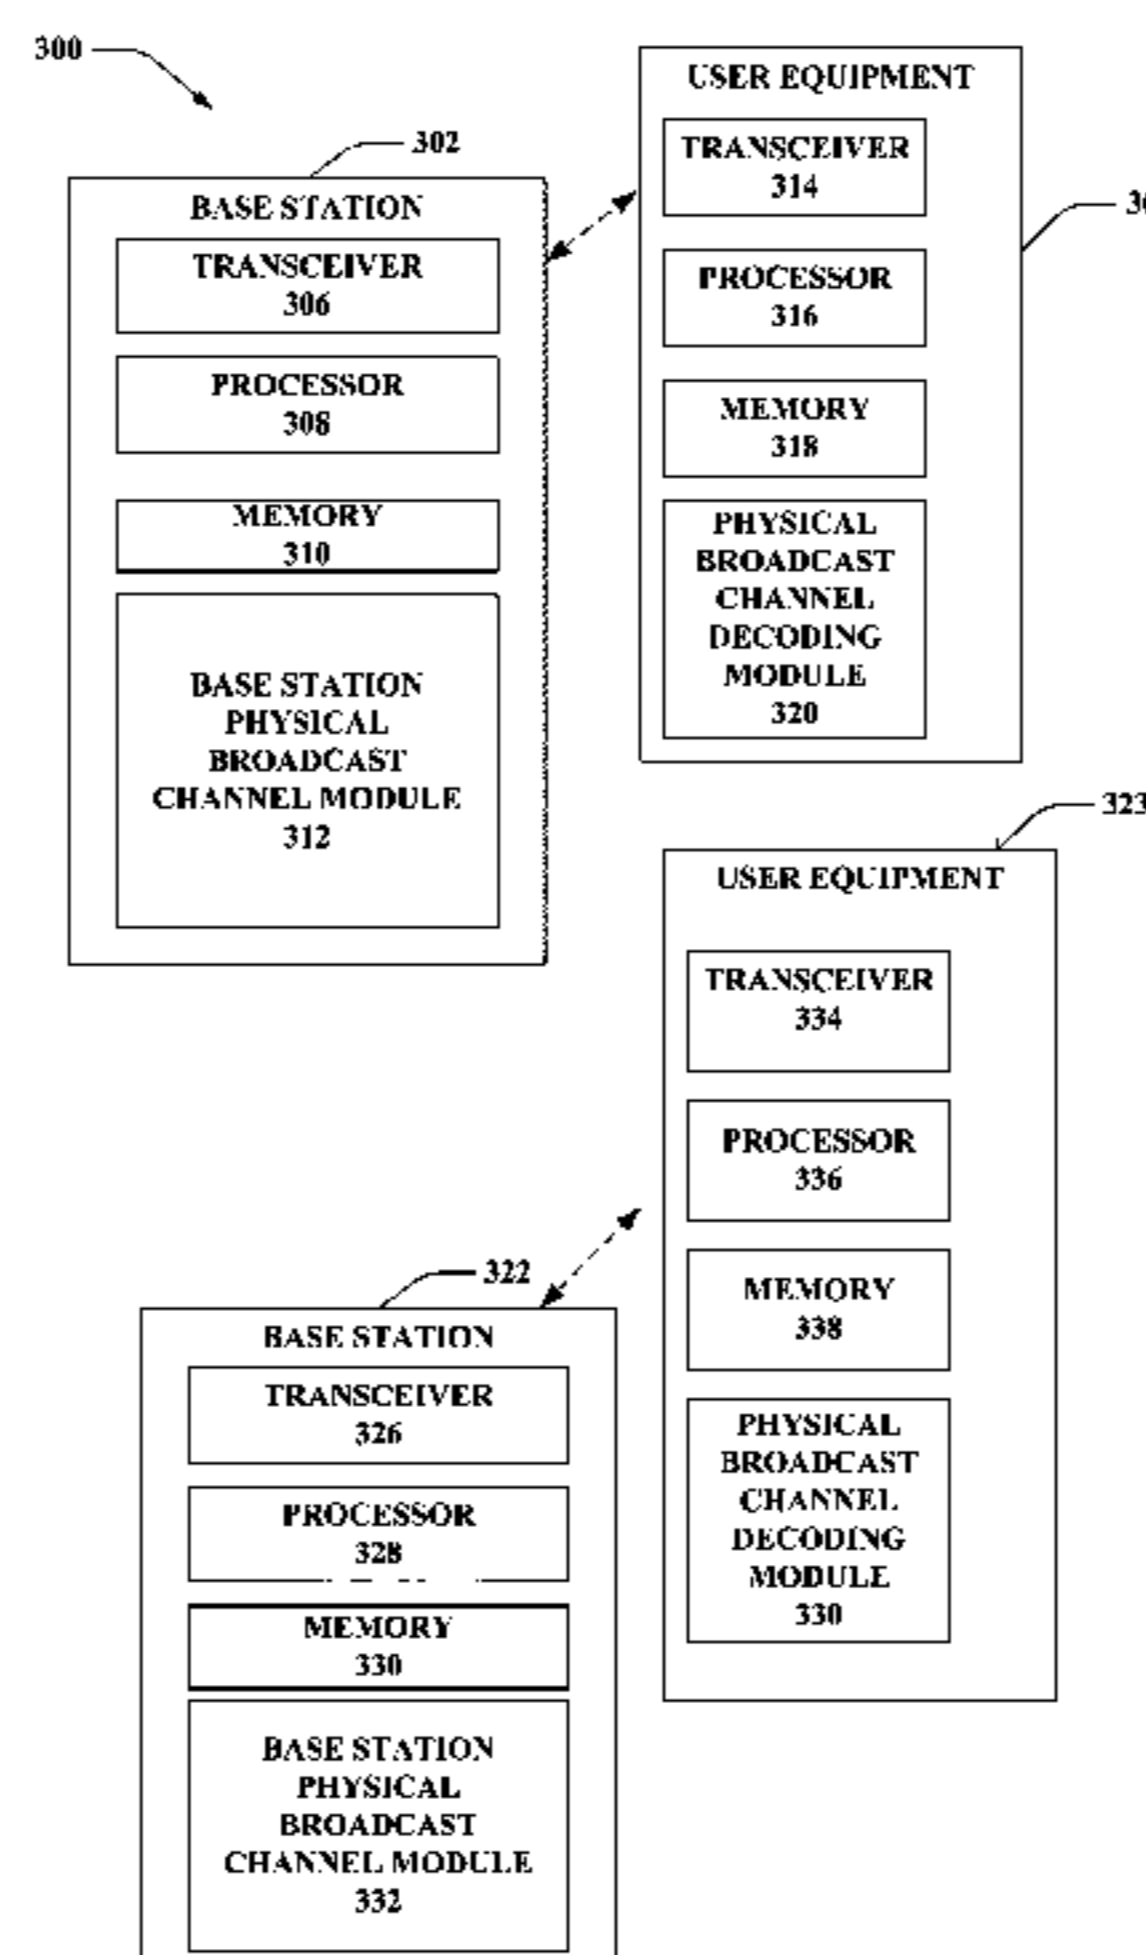 300
302
BASE STATION
TRANSCEIVER
306
PROCESSOR
308
MEMORY
310
BASE STATION
PHYSICAL
BROADCAST
CHANNEL MODULE
312
USER EQUIPMENT
TRANSCEIVER
314
PROCESSOR
316
MEMORY
318
PHYSICAL
BROADCAST
CHANNEL
DECODING
MODULE
320
323
USER EQUIPMENT
TRANSCEIVER
334
PROCESSOR
336
MEMORY
338
PHYSICAL
BROADCAST
CHANNEL
DECODING
MODULE
330
322
BASE STATION
TRANSCEIVER
326
PROCESSOR
328
MEMORY
330
BASE STATION
PHYSICAL
BROADCAST
CHANNEL MODULE
332